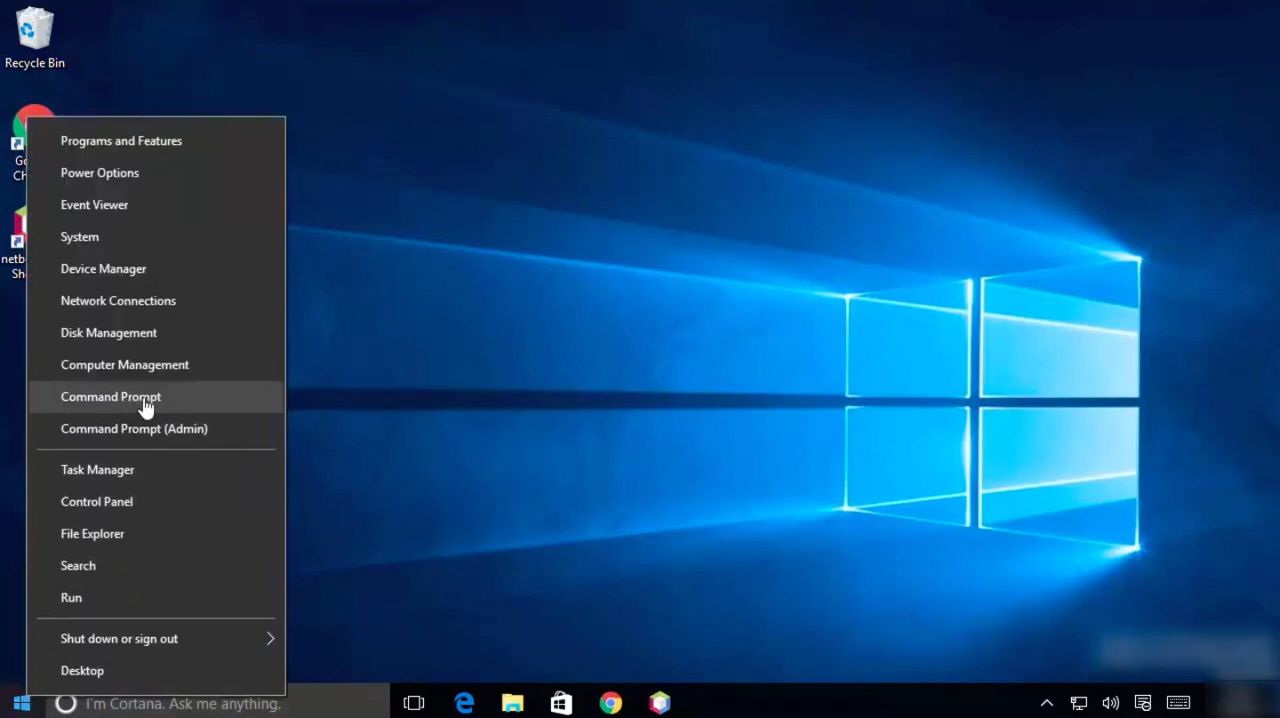 Recycle Bin
Programs and Features
Power Options
Event Viewer
System
Device Manager
Network Connections
Disk Management
Computer Management
Command Prompt
Command Prompt (Admin)
Task Manager
Control Panel
File Explorer
Search
Run
Shut down or sign out
Desktop
I'm Cortana. Ask me anything.